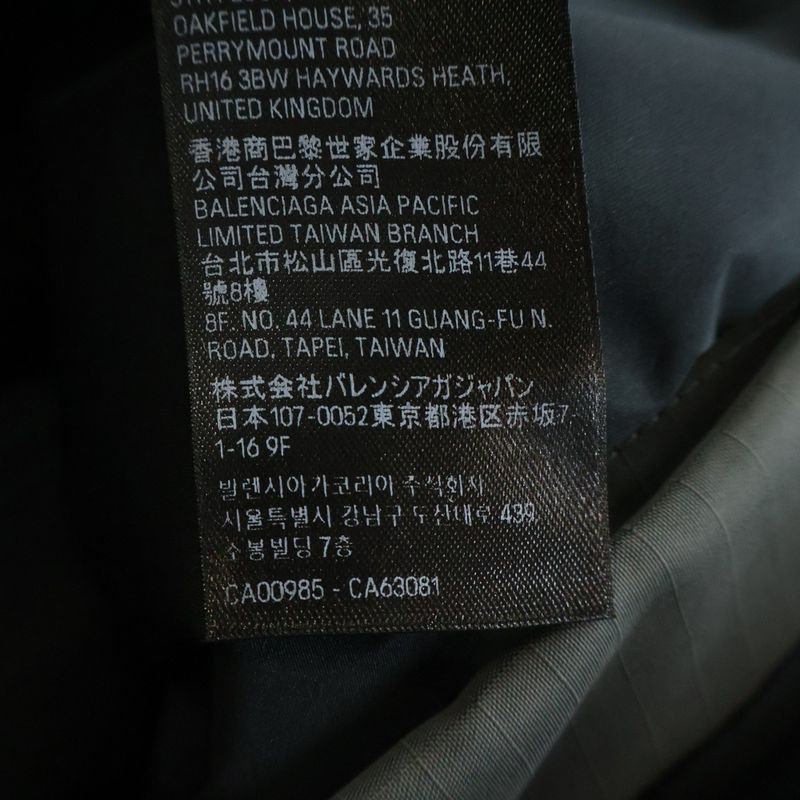 OAKFIELD HOUSE, 35
PERRYMOUNT ROAD
RH16 3BW HAYWARDS HEATH,
UNITED KINGDOM
香港商巴黎世家企業股份有限
公司台灣分公司
BALENCIAGA ASIA PACIFIC
LIMITED TAIWAN BRANCH
台北市松山區光復北路11巷44
號8樓
8F. NO. 44 LANE 11 GUANG-FU N.
ROAD, TAPEI, TAIWAN
株式会社バレンシアガジャパン
日本107-0052東京都港区赤坂7-
1-16 9F
발렌시아가코리아 주식회사
서울특별시 강남구 도산대로 439
소봉빌딩 7층
CA00985 - CA63081